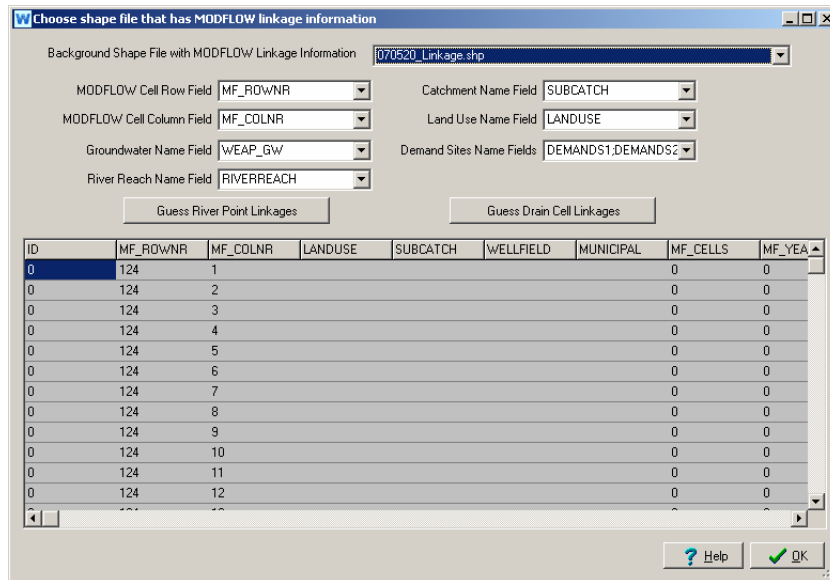 Choose shape file that has MODFLOW linkage information
Background Shape File with MODFLOW Linkage Information 070520_Linkage.shp
MODFLOW Cell Row Field MF_ROWNR Catchment Name Field SUBCATCH
MODFLOW Cell Column Field MF_COLNR Land Use Name Field LANDUSE
Groundwater Name Field WEAP_GW Demand Sites Name Fields DEMANDS1;DEMANDS2
River Reach Name Field RIVERREACH
Guess River Point Linkages Guess Drain Cell Linkages
ID MF_ROWNR MF_COLNR LANDUSE SUBCATCH WELLFIELD MUNICIPAL MF_CELLS MF_YEA
0 124 1 0 0
0 124 2 0 0
0 124 3 0 0
0 124 4 0 0
0 124 5 0 0
0 124 6 0 0
0 124 7 0 0
0 124 8 0 0
0 124 9 0 0
0 124 10 0 0
0 124 11 0 0
0 124 12 0 0
? Help OK